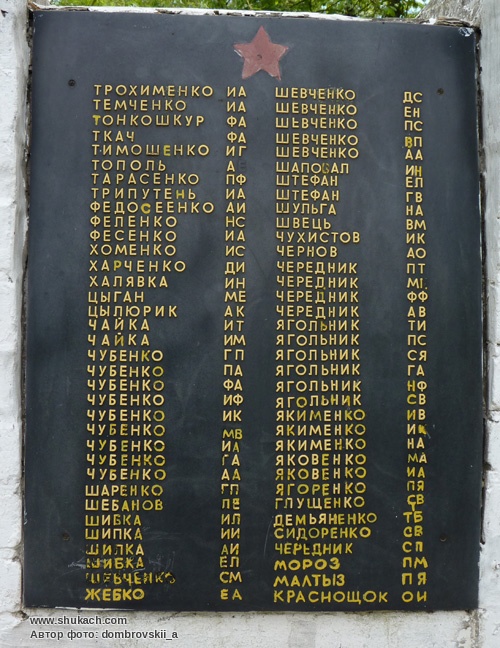 ТРОХИМЕНКО ИА
ТЕМЧЕНКО ИА
ТОНКОШКУР ФА
ТКАЧ ФА
ТИМОШЕНКО ИГ
ТОПОЛЬ
ТАРАСЕНКО ПФ
ТРИПУТЕНЬ ИА
ФЕДОСЕЕНКО АИ
ФЕЛЕНКО НС
ФЕСЕНКО ИА
ХОМЕНКО ИС
ХАРЧЕНКО ДИ
ХАЛЯВКА ИН
ЦЫГАН МЕ
ЦЫЛЮРИК АК
ЧАЙКА ИТ
ЧАЙКА ИМ
ЧУБЕНКО ГП
ЧУБЕНКО ПА
ЧУБЕНКО ФА
ЧУБЕНКО ИФ
ЧУБЕНКО ИК
ЧУБЕНКО МВ
ЧУБЕНКО ИА
ЧУБЕНКО ГА
ЧУБЕНКО АА
ШАРЕНКО ГП
ШЕБАНОВ ПЕ
ШИБКА ИЛ
ШИПКА ИИ
ШИЛКА АИ
ШИБКА ЕЛ
СМ
ЖЕБКО ЕА
ШЕВЧЕНКО ДС
ШЕВЧЕНКО ЕН
ШЕВЧЕНКО ПС
ШЕВЧЕНКО ВП
ШЕВЧЕНКО АА
ШАПОВАЛ ИН
ШТЕФАН ЕЛ
ШТЕФАН ГВ
ШУЛЬГА НА
ШВЕЦЬ ВМ
ЧУХИСТОВ ИК
ЧЕРНОВ АО
ЧЕРЕДНИК ПТ
ЧЕРЕДНИК
ЧЕРЕДНИК ФФ
ЧЕРЕДНИК АВ
ЯГОЛЬНИК ТИ
ЯГОЛЬНИК ПС
ЯГОЛЬНИК СЯ
ЯГОЛЬНИК ГА
ЯГОЛЬНИК НФ
ЯГОЛЬНИК СВ
ЯКИМЕНКО ИВ
ЯКИМЕНКО
ЯКИМЕНКО НА
ЯКОВЕНКО МА
ЯКОВЕНКО ИА
ЯГОРЕНКО ПЯ
ГЛУЩЕНКО СВ
ДЕМЬЯНЕНКО ТБ
СИДОРЕНКО СВ
ЧЕРЕДНИК СП
МОРОЗ ПМ
МАЛТЫЗ ПЯ
КРАСНОЩОК ОИ
www.shukach.com
Автор фото: dombrovskii_a